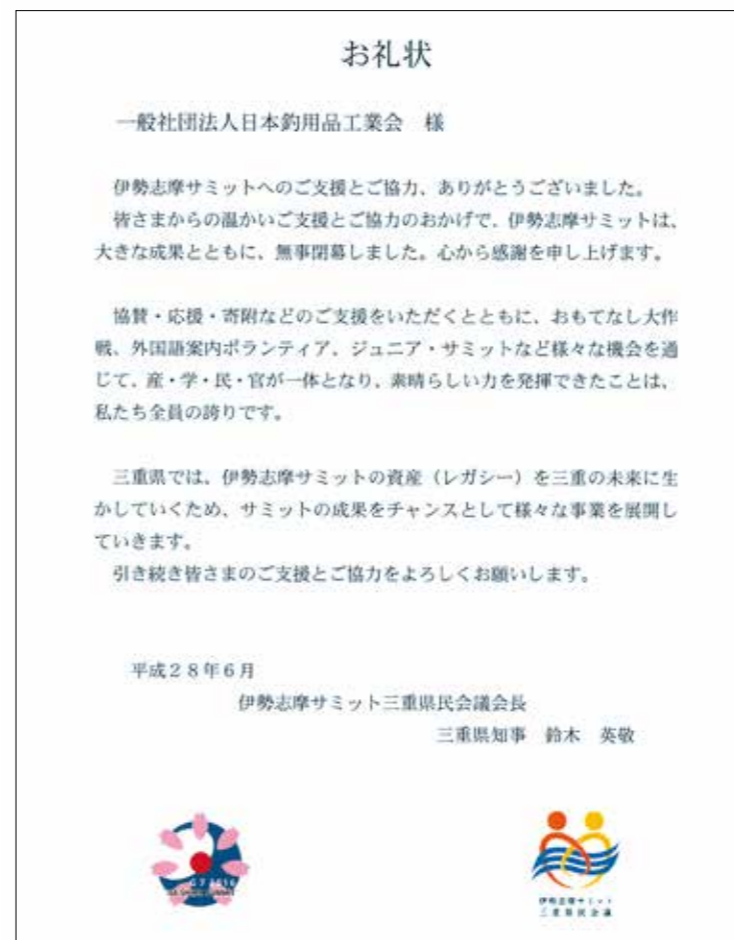 お礼状
一般社団法人日本釣用品工業会　様
伊勢志摩サミットへのご支援とご協力、ありがとうございました。
皆さまからの温かいご支援とご協力のおかげで、伊勢志摩サミットは、
大きな成果とともに、無事閉幕しました。心から感謝を申し上げます。
協賛・応援・寄附などのご支援をいただくとともに、おもてなし大作
戦、外国語案内ボランティア、ジュニア・サミットなど様々な機会を通
じて、産・学・民・官が一体となり、素晴らしい力を発揮できたことは、
私たち全員の誇りです。
三重県では、伊勢志摩サミットの資産（レガシー）を三重の未来に生
かしていくため、サミットの成果をチャンスとして様々な事業を展開し
ていきます。
引き続き皆さまのご支援とご協力をよろしくお願いします。
平成２８年６月
伊勢志摩サミット三重県民会議会長
三重県知事　鈴木　英敬
伊勢志摩サミット
三重県民会議